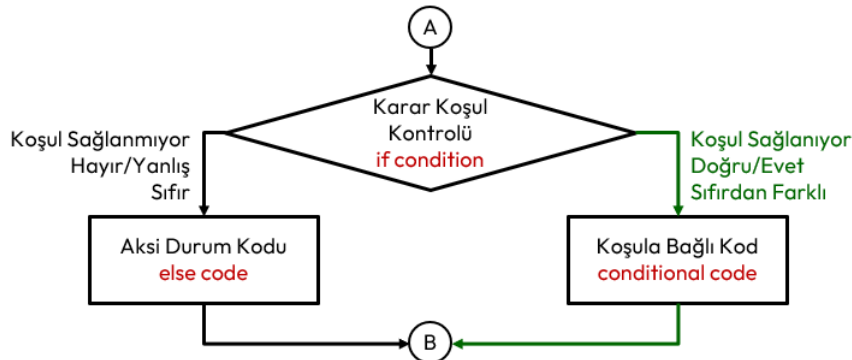 A
Karar Koşul
Kontrolü
if condition
Koşul Sağlanmıyor
Hayır/Yanlış
Sıfır
Koşul Sağlanıyor
Doğru/Evet
Sıfırdan Farklı
Aksi Durum Kodu
else code
Koşula Bağlı Kod
conditional code
B